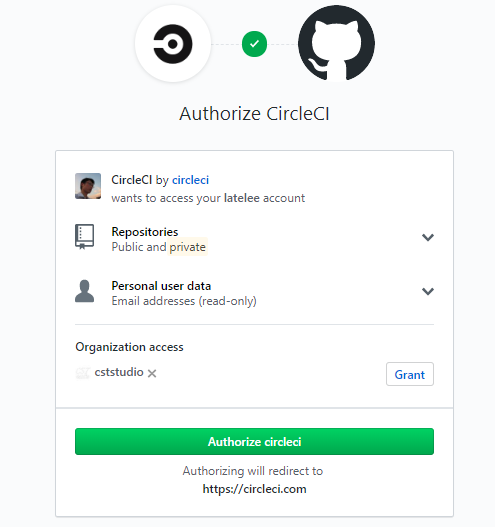 Authorize CircleCI
CircleCI by circleci
wants to access your latelee account
Repositories
Public and private
Personal user data
Email addresses (read-only)
Organization access
cststudio
Grant
Authorize circleci
Authorizing will redirect to
https://circleci.com